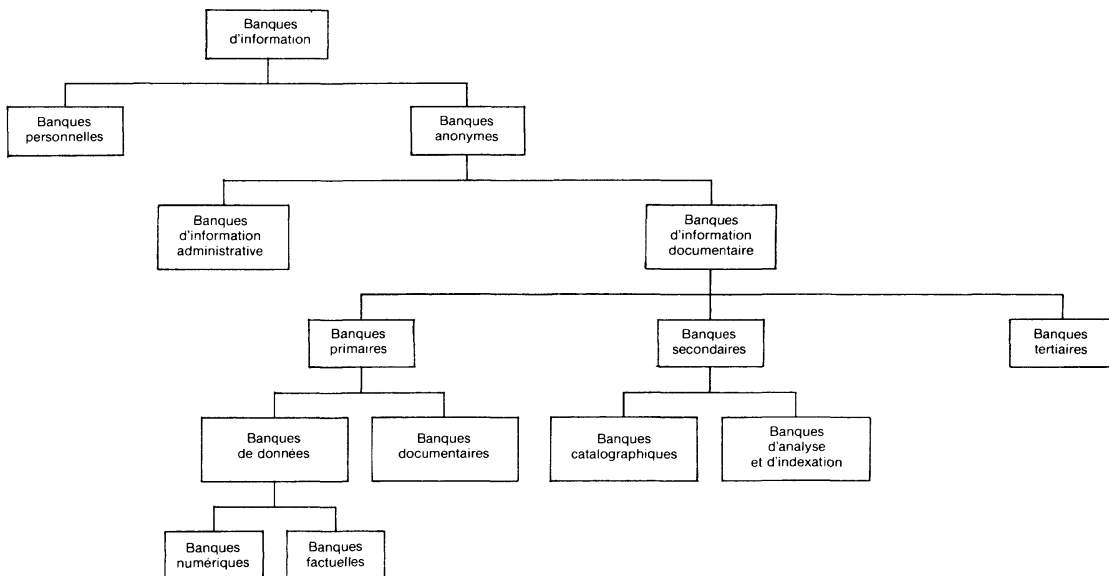 Banques
d'information
Banques
personnelles
Banques
anonymes
Banques
d'information
administrative
Banques
d'information
documentaire
Banques
primaires
Banques
secondaires
Banques
tertiaires
Banques
de données
Banques
documentaires
Banques
catalographiques
Banques
d'analyse
et d'indexation
Banques
numériques
Banques
factuelles